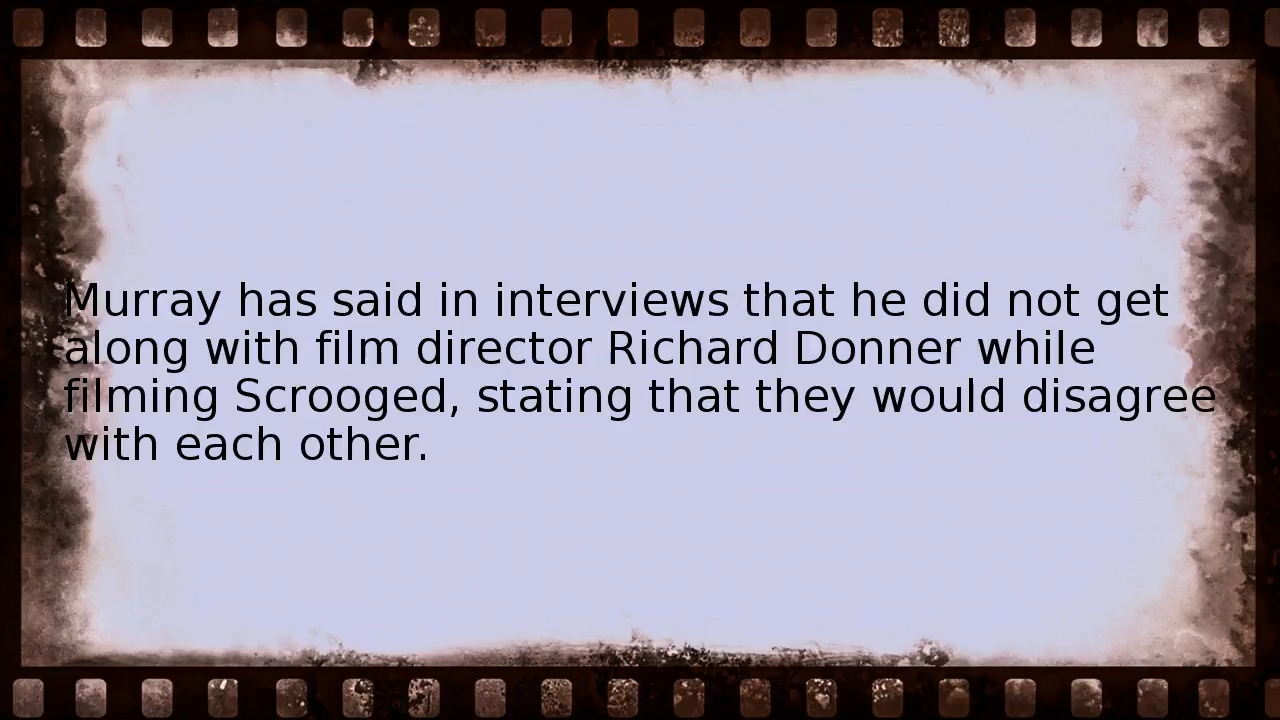 Murray has said in interviews that he did not get
along with film director Richard Donner while
filming Scrooged, stating that they would disagree
with each other.